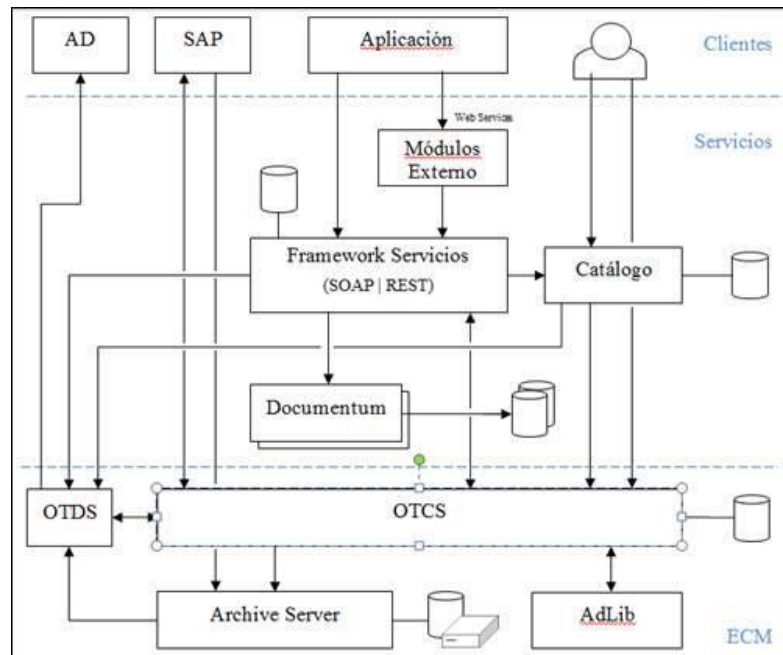 AD
SAP
Aplicación
Clientes
Web Services
Servicios
Módulos
Externo
Framework Servicios
(SOAP | REST)
Catálogo
Documentum
OTDS
OTCS
Archive Server
AdLib
ECM